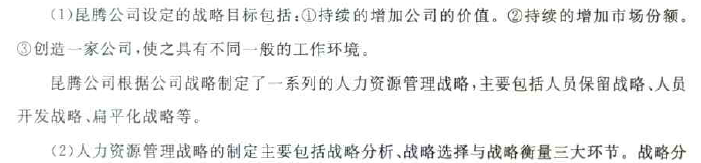 (1)昆腾公司设定的战略目标包括:①持续的增加公司的价值。②持续的增加市场份额。
③创造一家公司,使之具有不同一般的工作环境。
昆腾公司根据公司战略制定了一系列的人力资源管理战略,主要包括人员保留战略、人员
开发战略、扁平化战略等。
(2)人力资源管理战略的制定主要包括战略分析、战略选择与战略衡量三大环节。战略分